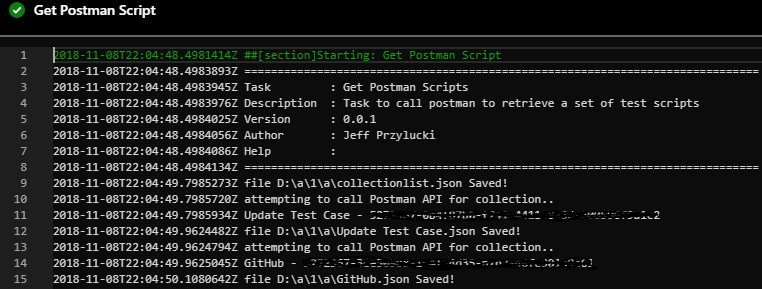 Get Postman Script
1 2018-11-08T22:04:48.4981414Z ##[section]Starting: Get Postman Script
2 2018-11-08T22:04:48.4983893Z ==============================================================================
3 2018-11-08T22:04:48.4983945Z Task         : Get Postman Scripts
4 2018-11-08T22:04:48.4983976Z Description  : Task to call postman to retrieve a set of test scripts
5 2018-11-08T22:04:48.4984025Z Version      : 0.0.1
6 2018-11-08T22:04:48.4984056Z Author       : Jeff Przylucki
7 2018-11-08T22:04:48.4984086Z Help         :
8 2018-11-08T22:04:48.4984134Z ==============================================================================
9 2018-11-08T22:04:49.7985273Z file D:\a\1\a\collectionlist.json Saved!
10 2018-11-08T22:04:49.7985720Z attempting to call Postman API for collection..
11 2018-11-08T22:04:49.7985934Z Update Test Case -
12 2018-11-08T22:04:49.9624482Z file D:\a\1\a\Update Test Case.json Saved!
13 2018-11-08T22:04:49.9624794Z attempting to call Postman API for collection..
14 2018-11-08T22:04:49.9625045Z GitHub -
15 2018-11-08T22:04:50.1080642Z file D:\a\1\a\GitHub.json Saved!